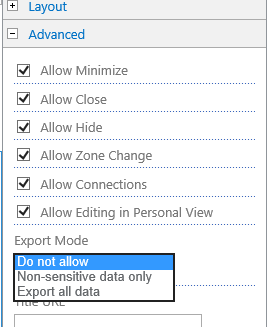 Layout
Advanced
Allow Minimize
Allow Close
Allow Hide
Allow Zone Change
Allow Connections
Allow Editing in Personal View
Export Mode
Do not allow
Non-sensitive data only
Export all data
Title URL